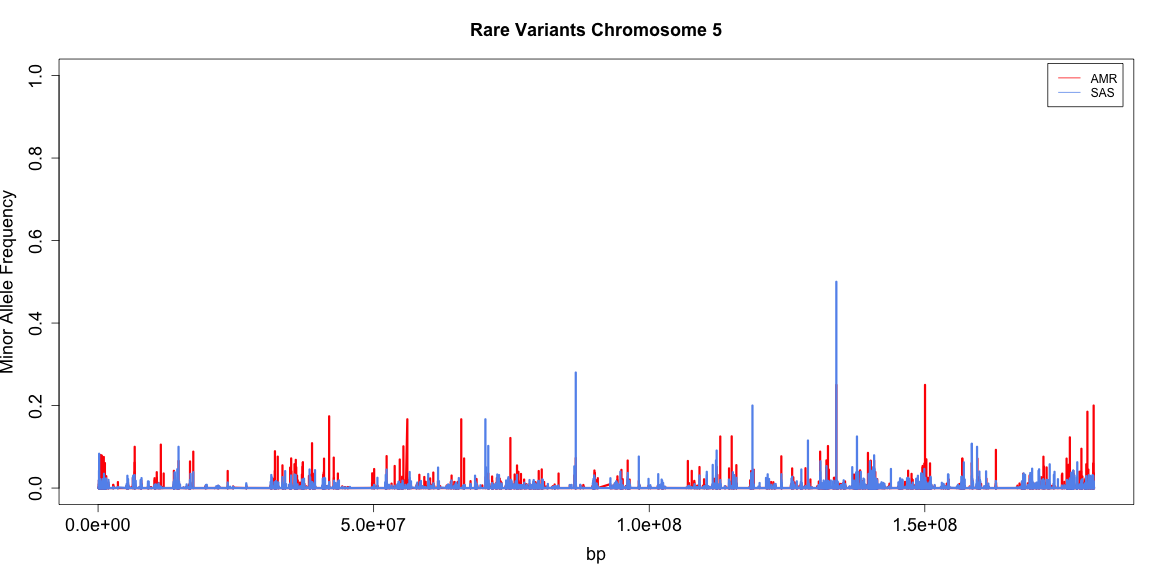 Rare Variants Chromosome 5
AMR
SAS
Minor Allele Frequency
1.0
0.8
0.6
0.4
0.2
0.0
0.0e+00 5.0e+07 1.0e+08 1.5e+08
bp